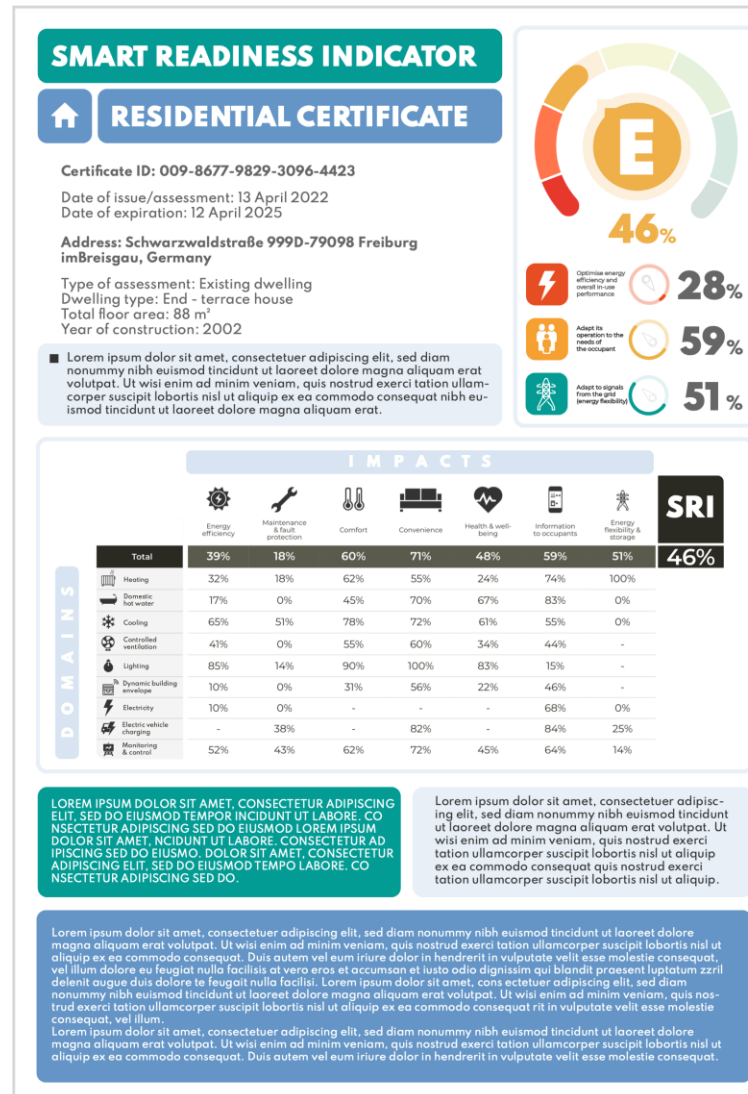 SMART READINESS INDICATOR
RESIDENTIAL CERTIFICATE
Certificate ID: 009-8677-9829-3096-4423
Date of issue/assessment: 13 April 2022
Date of expiration: 12 April 2025
Address: Schwarzwaldstraße 999D-79098 Freiburg
imBreisgau, Germany
Type of assessment: Existing dwelling
Dwelling type: End - terrace house
Total floor area: 88 m²
Year of construction: 2002
Lorem ipsum dolor sit amet, consectetuer adipiscing elit, sed diam
nonummy nibh euismod tincidunt ut laoreet dolore magna aliquam erat
volutpat. Ut wisi enim ad minim veniam, quis nostrud exerci tation ullam-
corper suscipit lobortis nisl ut aliquip ex ea commodo consequat nibh eu-
ismod tincidunt ut laoreet dolore magna aliquam erat.
E
46%
Optimise energy
efficiency and
overall in-use
performance
28%
Adapt its
operation to the
needs of
the occupant
59%
Adapt to signals
from the grid
(energy flexibility)
51%
IMPACTS
Energy
efficiency
Maintenance
& fault
protection
Comfort
Convenience
Health & well-
being
Information
to occupants
Energy
flexibility &
storage
SRI
DOMAINS
Total 39% 18% 60% 71% 48% 59% 51% 46%
Heating 32% 18% 62% 55% 24% 74% 100%
Domestic
hot water 17% 0% 45% 70% 67% 83% 0%
Cooling 65% 51% 78% 72% 61% 55% 0%
Controlled
ventilation 41% 0% 55% 60% 34% 44% -
Lighting 85% 14% 90% 100% 83% 15% -
Dynamic building
envelope 10% 0% 31% 56% 22% 46% -
Electricity 10% 0% - - - 68% 0%
Electric vehicle
charging - 38% - 82% - 84% 25%
Monitoring
& control 52% 43% 62% 72% 45% 64% 14%
LOREM IPSUM DOLOR SIT AMET, CONSECTETUR ADIPISCING
ELIT, SED DO EIUSMOD TEMPOR INCIDUNT UT LABORE. CO
NSECTETUR ADIPISCING SED DO EIUSMOD LOREM IPSUM
DOLOR SIT AMET, NCIDUNT UT LABORE. CONSECTETUR AD
IPISCING SED DO EIUSMO. DOLOR SIT AMET, CONSECTETUR
ADIPISCING ELIT, SED DO EIUSMOD TEMPO LABORE. CO
NSECTETUR ADIPISCING SED DO.
Lorem ipsum dolor sit amet, consectetuer adipisc-
ing elit, sed diam nonummy nibh euismod tincidunt
ut laoreet dolore magna aliquam erat volutpat. Ut
wisi enim ad minim veniam, quis nostrud exerci
tation ullamcorper suscipit lobortis nisl ut aliquip
ex ea commodo consequat quis nostrud exerci
tation ullamcorper suscipit lobortis nisl ut aliquip.
Lorem ipsum dolor sit amet, consectetuer adipiscing elit, sed diam nonummy nibh euismod tincidunt ut laoreet dolore
magna aliquam erat volutpat. Ut wisi enim ad minim veniam, quis nostrud exerci tation ullamcorper suscipit lobortis nisl ut
aliquip ex ea commodo consequat. Duis autem vel eum iriure dolor in hendrerit in vulputate velit esse molestie consequat,
vel illum dolore eu feugiat nulla facilisis at vero eros et accumsan et iusto odio dignissim qui blandit praesent luptatum zzril
delenit augue duis dolore te feugait nulla facilisi. Lorem ipsum dolor sit amet, cons ectetuer adipiscing elit, sed diam
nonummy nibh euismod tincidunt ut laoreet dolore magna aliquam erat volutpat. Ut wisi enim ad minim veniam, quis nos-
trud exerci tation ullamcorper suscipit lobortis nisl ut aliquip ex ea commodo consequat rit in vulputate velit esse molestie
consequat, vel illum.
Lorem ipsum dolor sit amet, consectetuer adipiscing elit, sed diam nonummy nibh euismod tincidunt ut laoreet dolore
magna aliquam erat volutpat. Ut wisi enim ad minim veniam, quis nostrud exerci tation ullamcorper suscipit lobortis nisl ut
aliquip ex ea commodo consequat. Duis autem vel eum iriure dolor in hendrerit in vulputate velit esse molestie consequat.